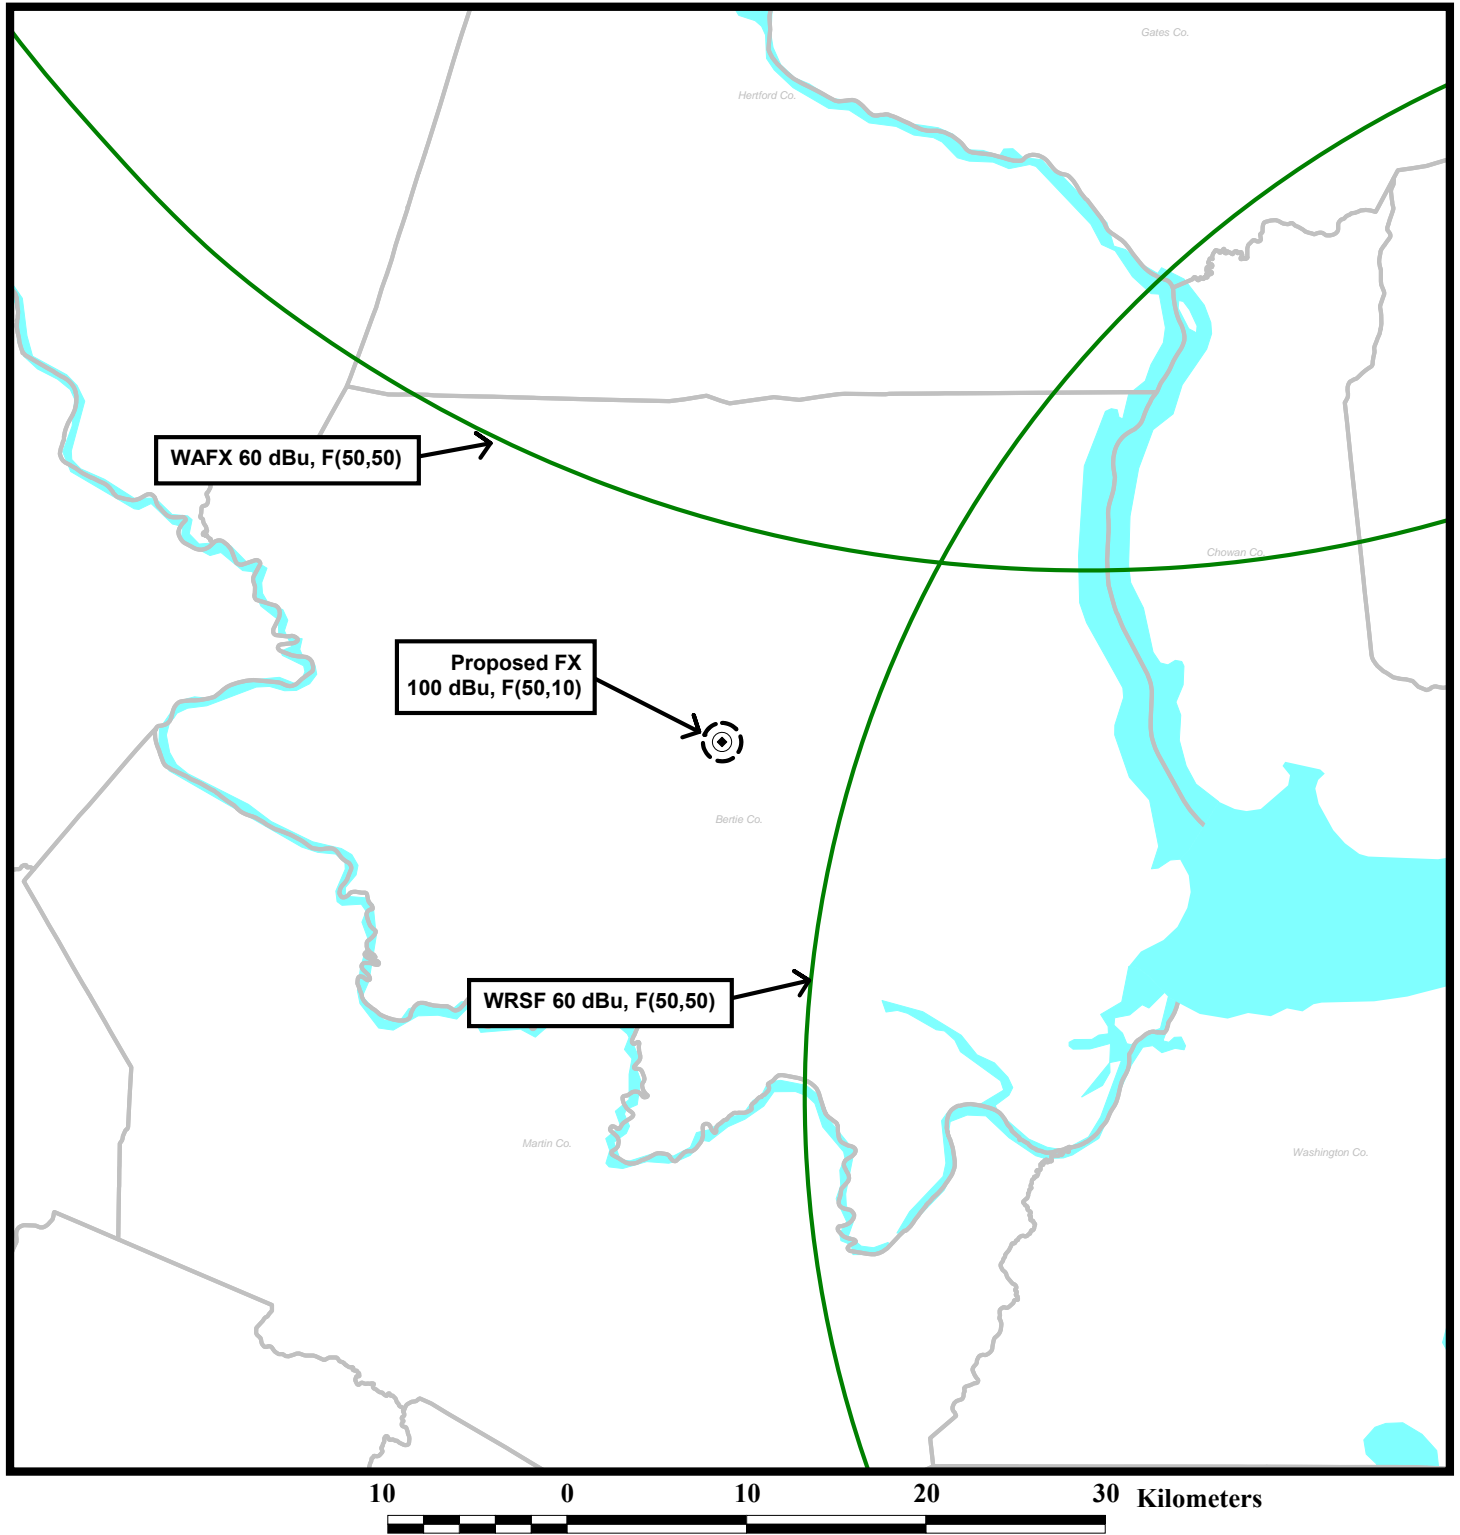 Gates Co.
Hertford Co.
WAFX 60 dBu, F(50,50)
Chowan Co.
Proposed FX
100 dBu, F(50,10)
Bertie Co.
WRSF 60 dBu, F(50,50)
Martin Co.
Washington Co.
10 0 10 20 30 Kilometers